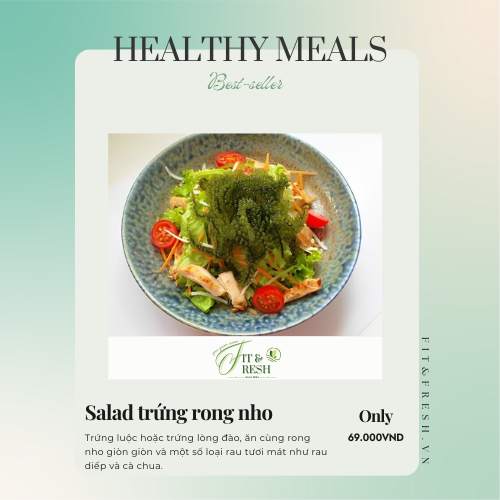 HEALTHY MEALS
Best-seller
FIT &
FRESH
Salad trứng rong nho
Trứng luộc hoặc trứng lòng đào, ăn cùng rong
nho giòn giòn và một số loại rau tươi mát như rau
diếp và cà chua.
Only
69.000VND
FIT&FRESH.VN